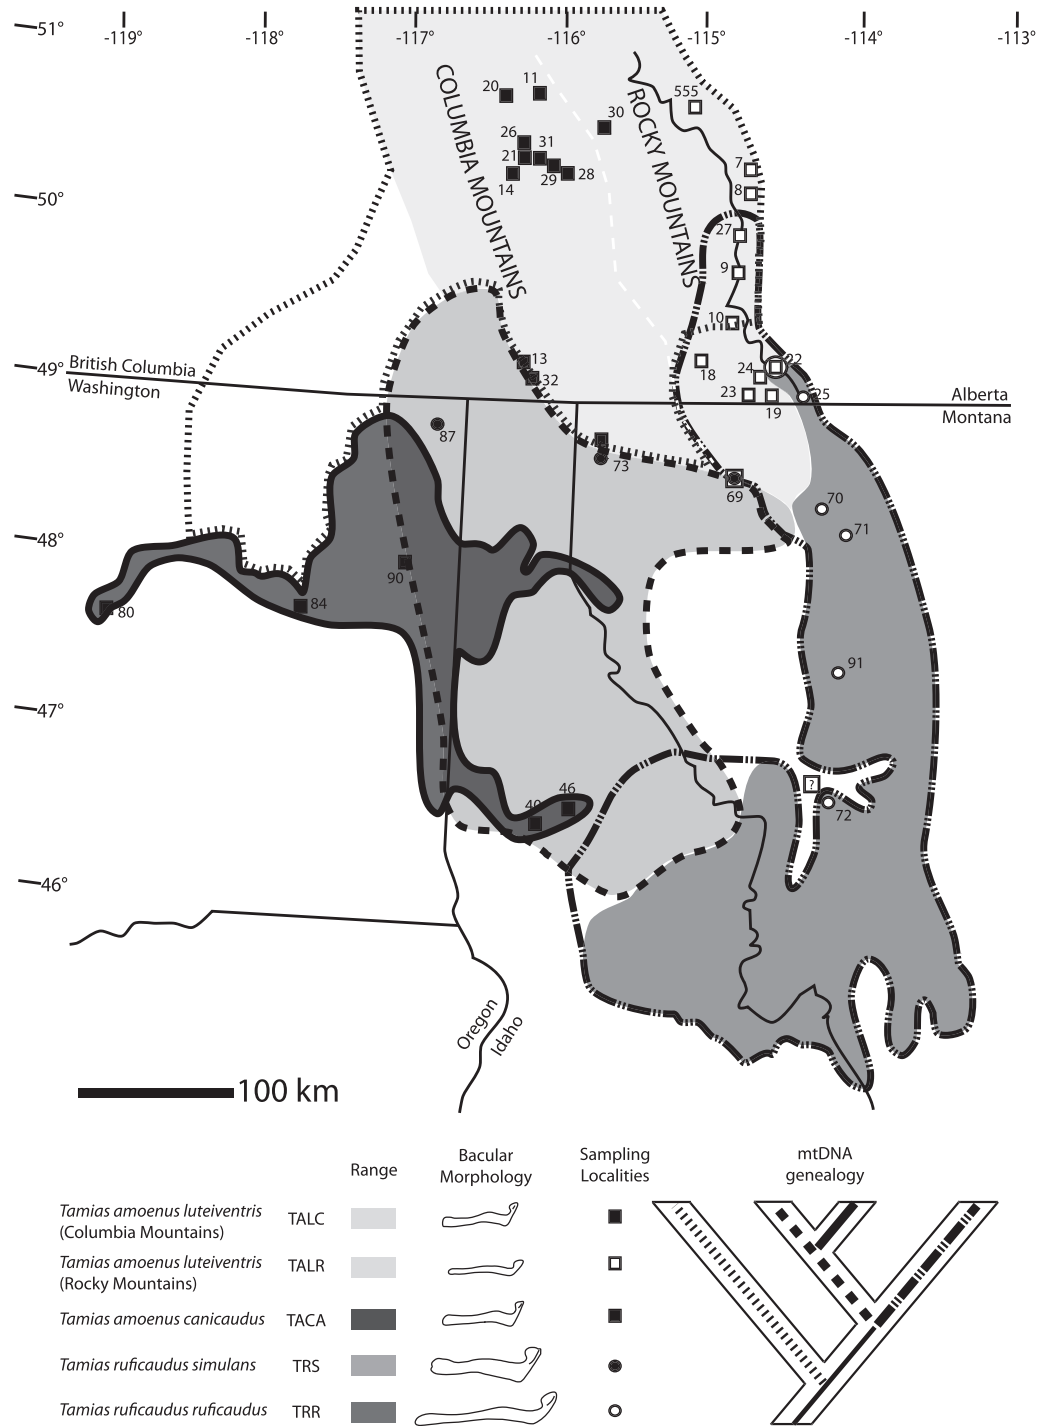 51°
-119°
-118°
-117°
-116°
-115°
-114°
-113°
COLUMBIA MOUNTAINS
ROCKY MOUNTAINS
20
11
30
555
26
21
31
14
29
28
7
8
27
9
10
50°
49°
British Columbia
Washington
13
32
18
24
22
23
19
25
Alberta
Montana
87
73
69
70
71
48°
90
80
84
91
47°
46
40
?
72
46°
Oregon
Idaho
100 km
Range
Bacular
Morphology
Sampling
Localities
mtDNA
genealogy
Tamias amoenus luteiventris
(Columbia Mountains)
TALC
Tamias amoenus luteiventris
(Rocky Mountains)
TALR
Tamias amoenus canicaudus
TACA
Tamias ruficaudus simulans
TRS
Tamias ruficaudus ruficaudus
TRR